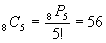 ₈C₅ = ₈P₅/5! = 56